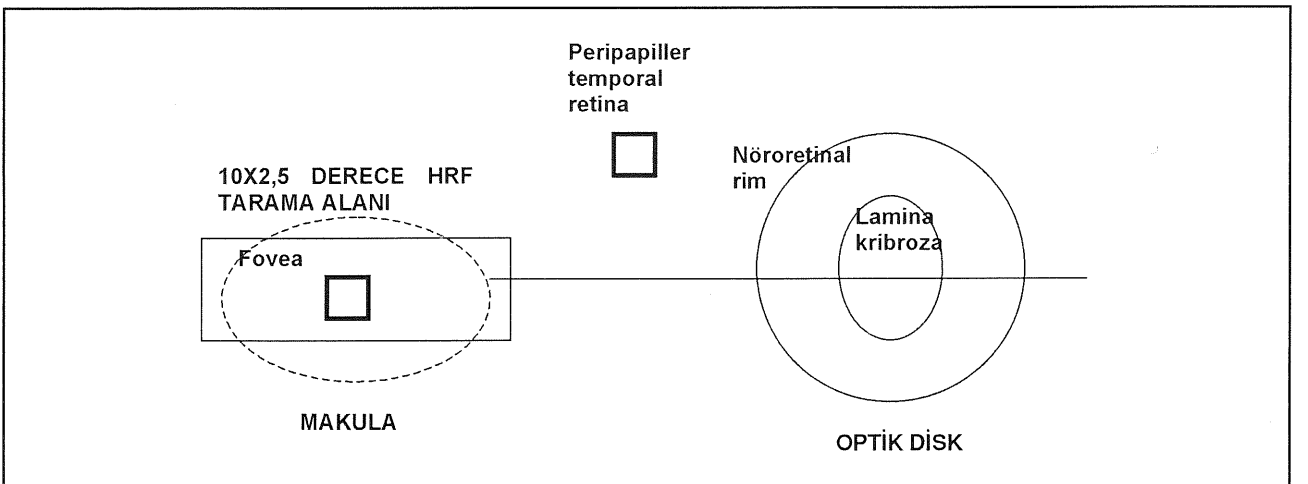 Peripapiller
temporal
retina
Nöroretinal
rim
10X2,5 DERECE HRF
TARAMA ALANI
Lamina
kribroza
Fovea
MAKULA
OPTİK DİSK